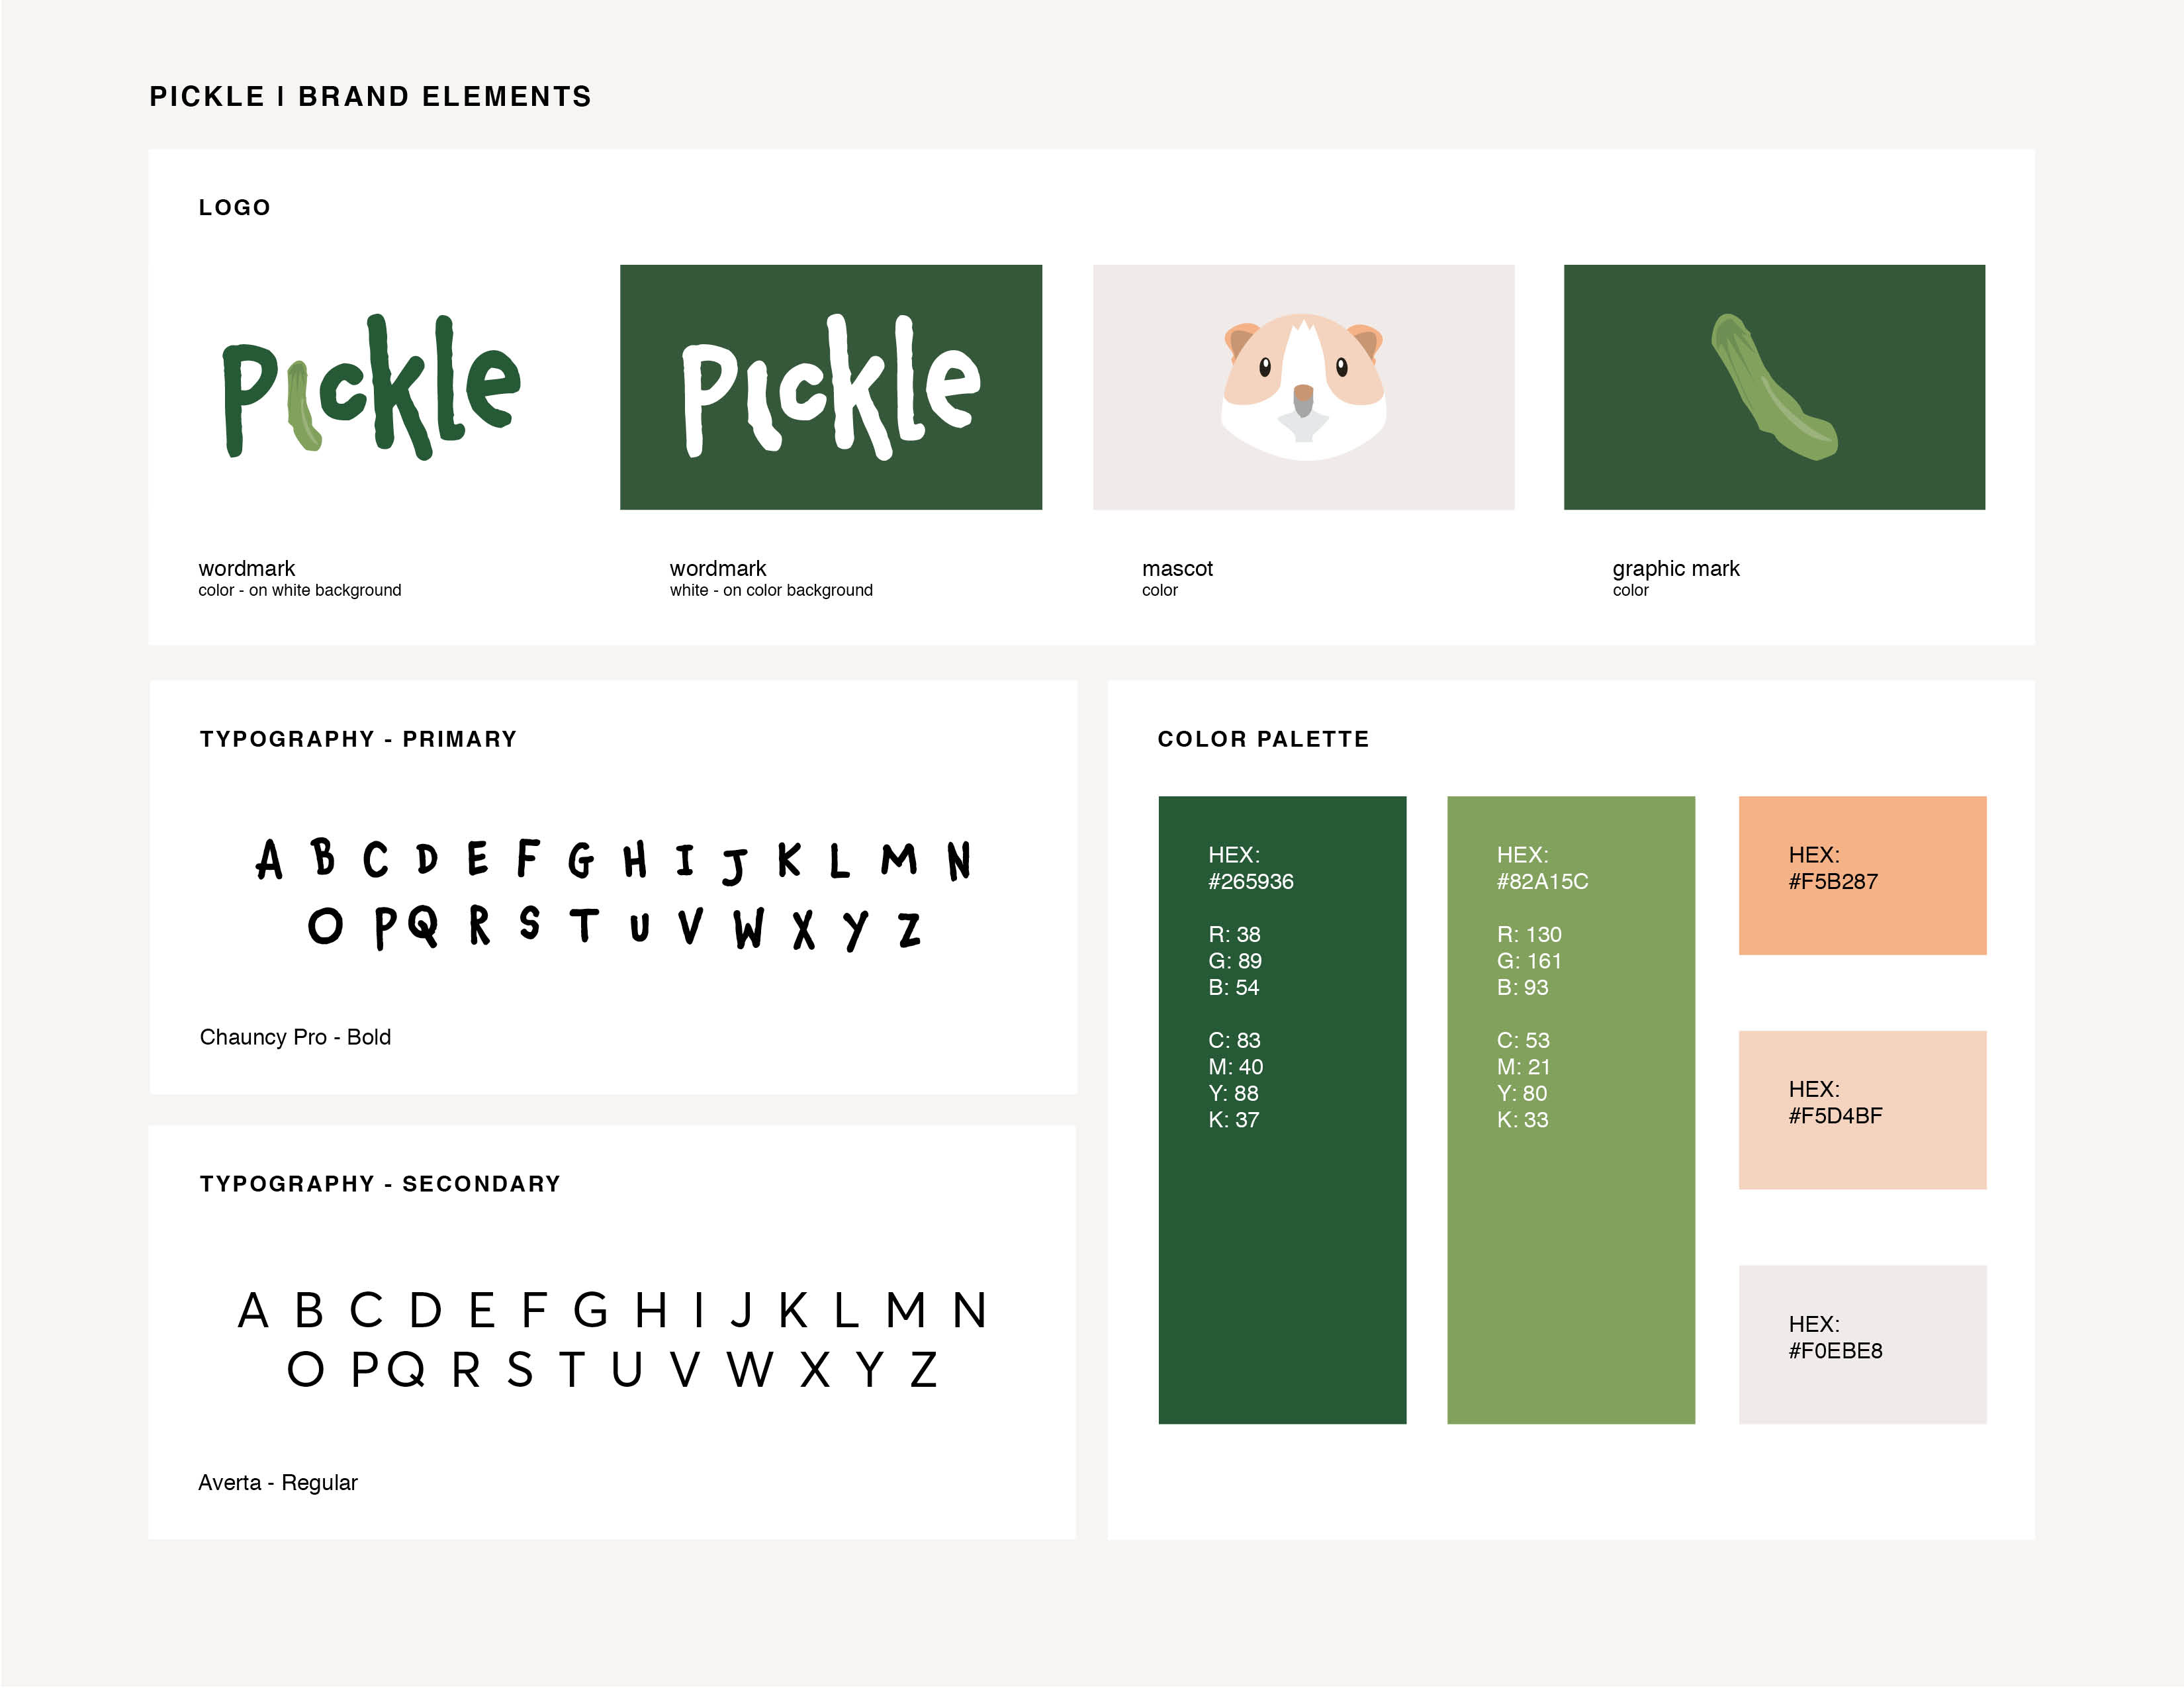 PICKLE | BRAND ELEMENTS
LOGO
Pickle
Pickle
wordmark
color - on white background
wordmark
white - on color background
mascot
color
graphic mark
color
TYPOGRAPHY - PRIMARY
A B C D E F G H I J K L M N
O P Q R S T U V W X Y Z
Chauncy Pro - Bold
TYPOGRAPHY - SECONDARY
A B C D E F G H I J K L M N
O P Q R S T U V W X Y Z
Averta - Regular
COLOR PALETTE
HEX:
#265936
R: 38
G: 89
B: 54
C: 83
M: 40
Y: 88
K: 37
HEX:
#82A15C
R: 130
G: 161
B: 93
C: 53
M: 21
Y: 80
K: 33
HEX:
#F5B287
HEX:
#F5D4BF
HEX:
#F0EBE8